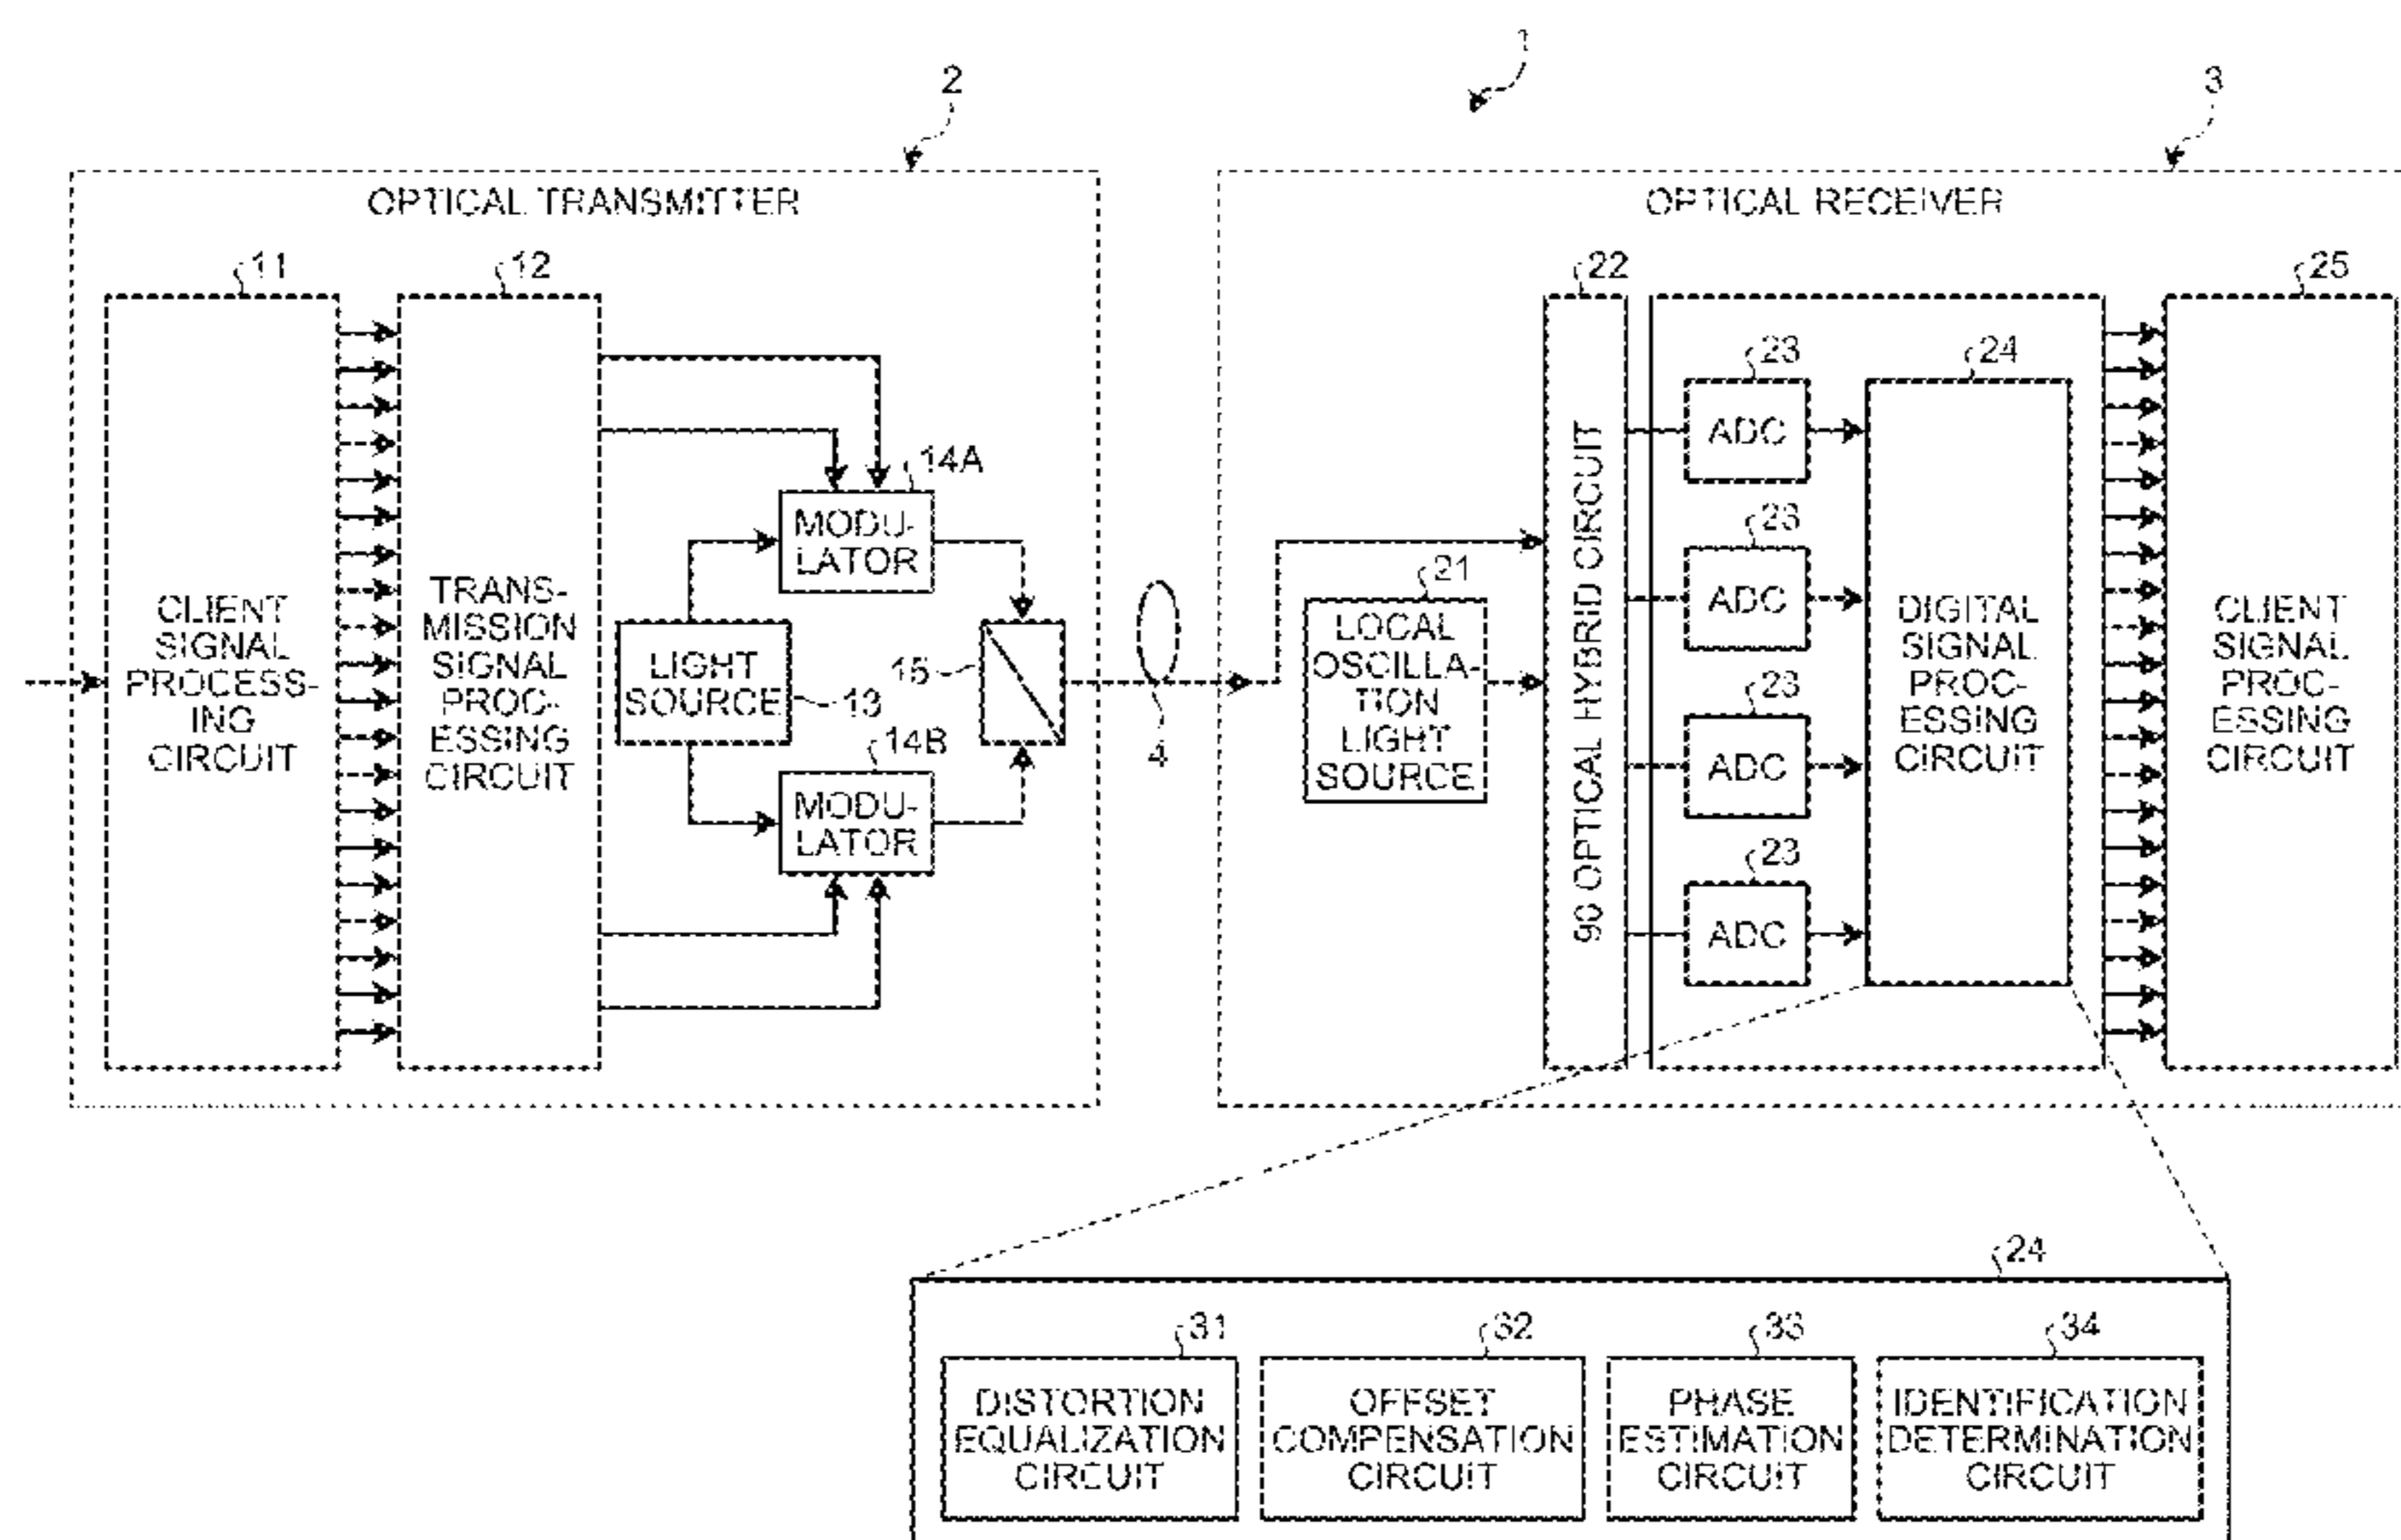 1
2
3
OPTICAL TRANSMITTER
OPTICAL RECEIVER
11
12
22
25
23
24
ADC
14A
MODU-
LATOR
23
ADC
21
CLIENT
SIGNAL
PROCESS-
ING
CIRCUIT
TRANS-
MISSION
SIGNAL
PROC-
ESSING
CIRCUIT
LIGHT
SOURCE
13
15
4
LOCAL
OSCILLA-
TION
LIGHT
SOURCE
90 OPTICAL HYBRID CIRCUIT
DIGITAL
SIGNAL
PROC-
ESSING
CIRCUIT
CLIENT
SIGNAL
PROC-
ESSING
CIRCUIT
23
ADC
14B
MODU-
LATOR
23
ADC
24
31
32
33
34
DISTORTION
EQUALIZATION
CIRCUIT
OFFSET
COMPENSATION
CIRCUIT
PHASE
ESTIMATION
CIRCUIT
IDENTIFICATION
DETERMINATION
CIRCUIT